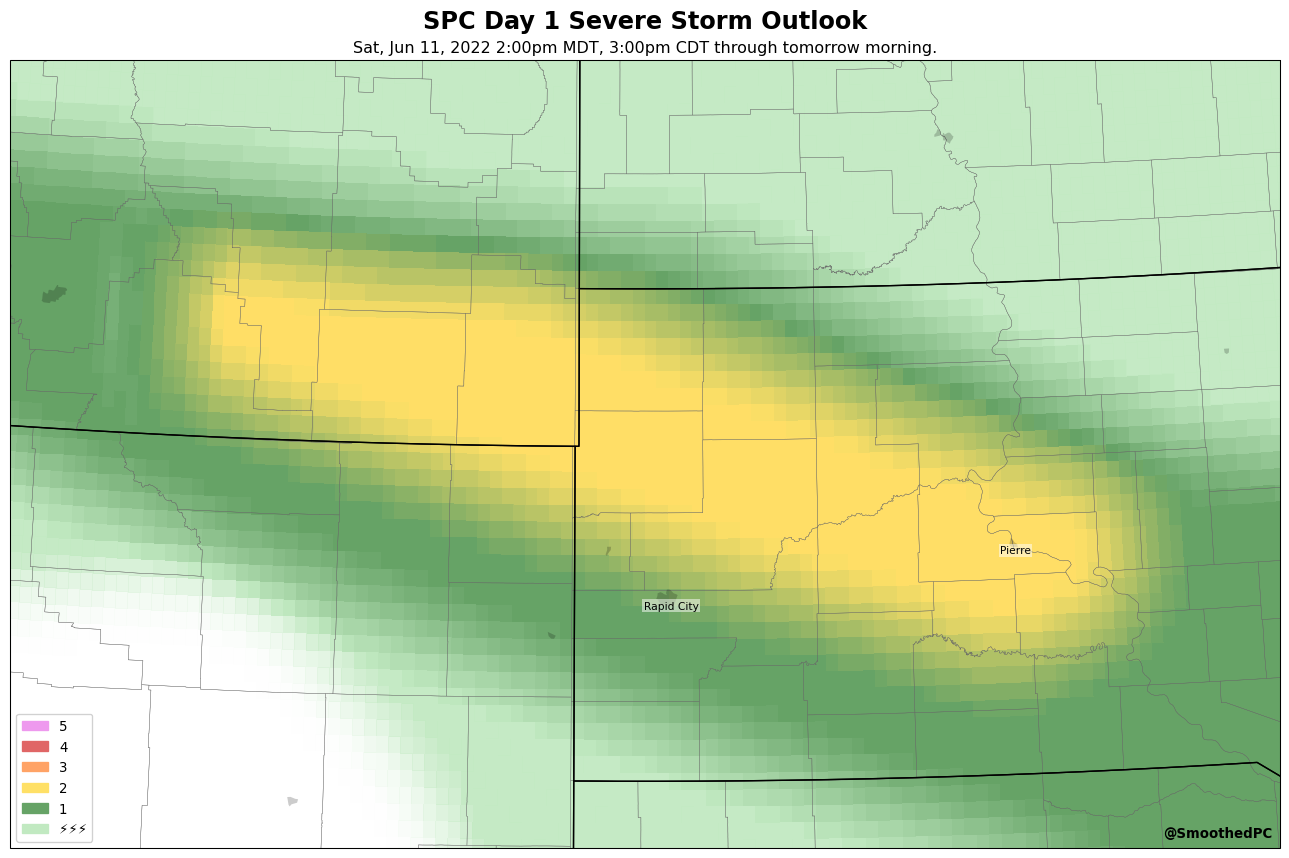 SPC Day 1 Severe Storm Outlook
Sat, Jun 11, 2022 2:00pm MDT, 3:00pm CDT through tomorrow morning.
Pierre
Rapid City
5
4
3
2
1
⚡⚡⚡
@SmoothedPC